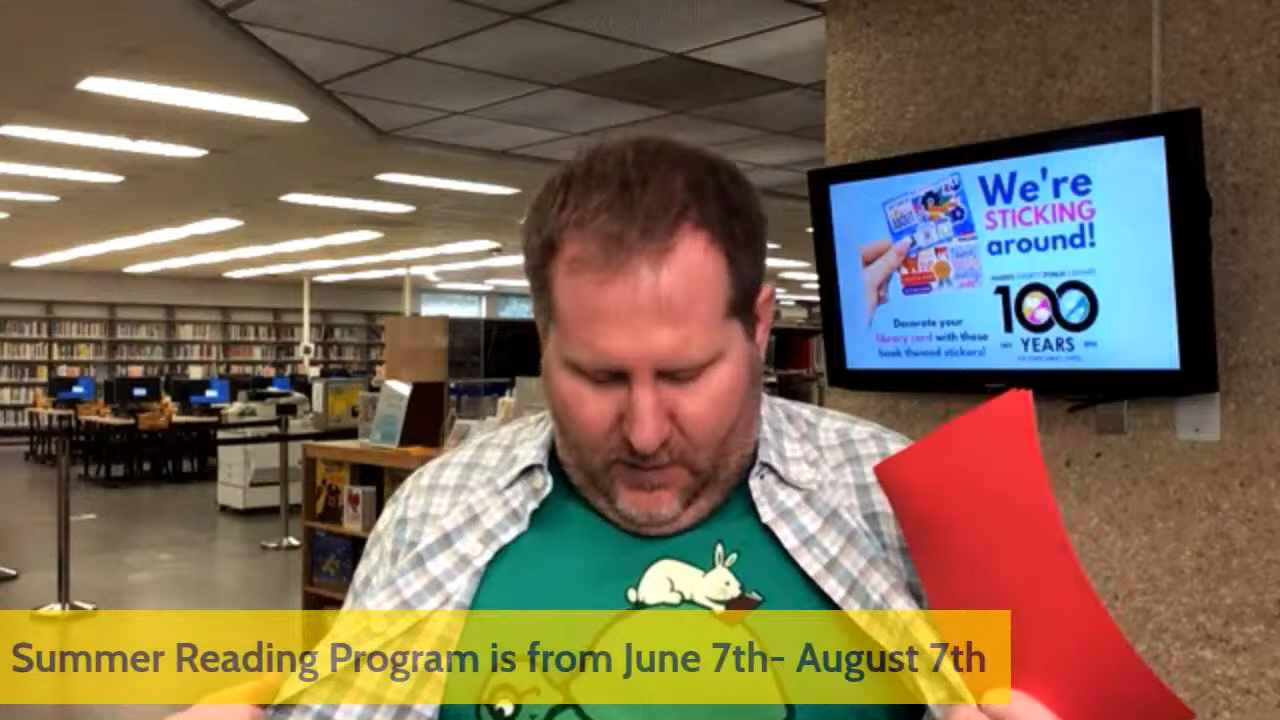 We're
STICKING
around!
100
YEARS
Decorate your
library card with these
book themed stickers!
Summer Reading Program is from June 7th- August 7th